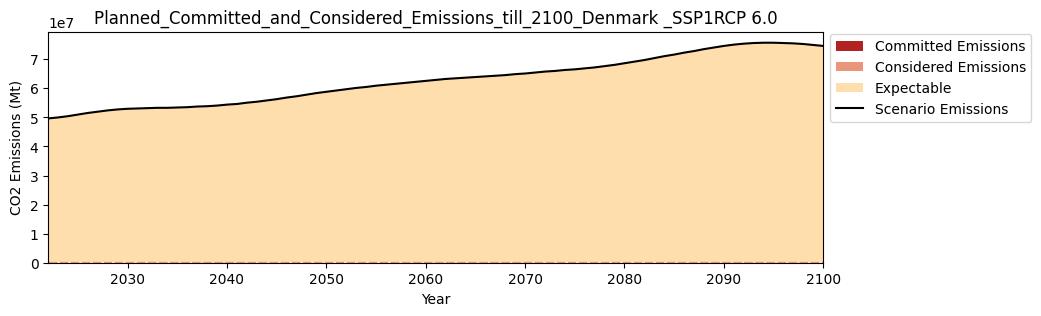 Planned_Committed_and_Considered_Emissions_till_2100_Denmark _SSP1RCP 6.0
1e7
7
6
5
4
3
2
1
0
CO2 Emissions (Mt)
2030 2040 2050 2060 2070 2080 2090 2100
Year
Committed Emissions
Considered Emissions
Expectable
Scenario Emissions